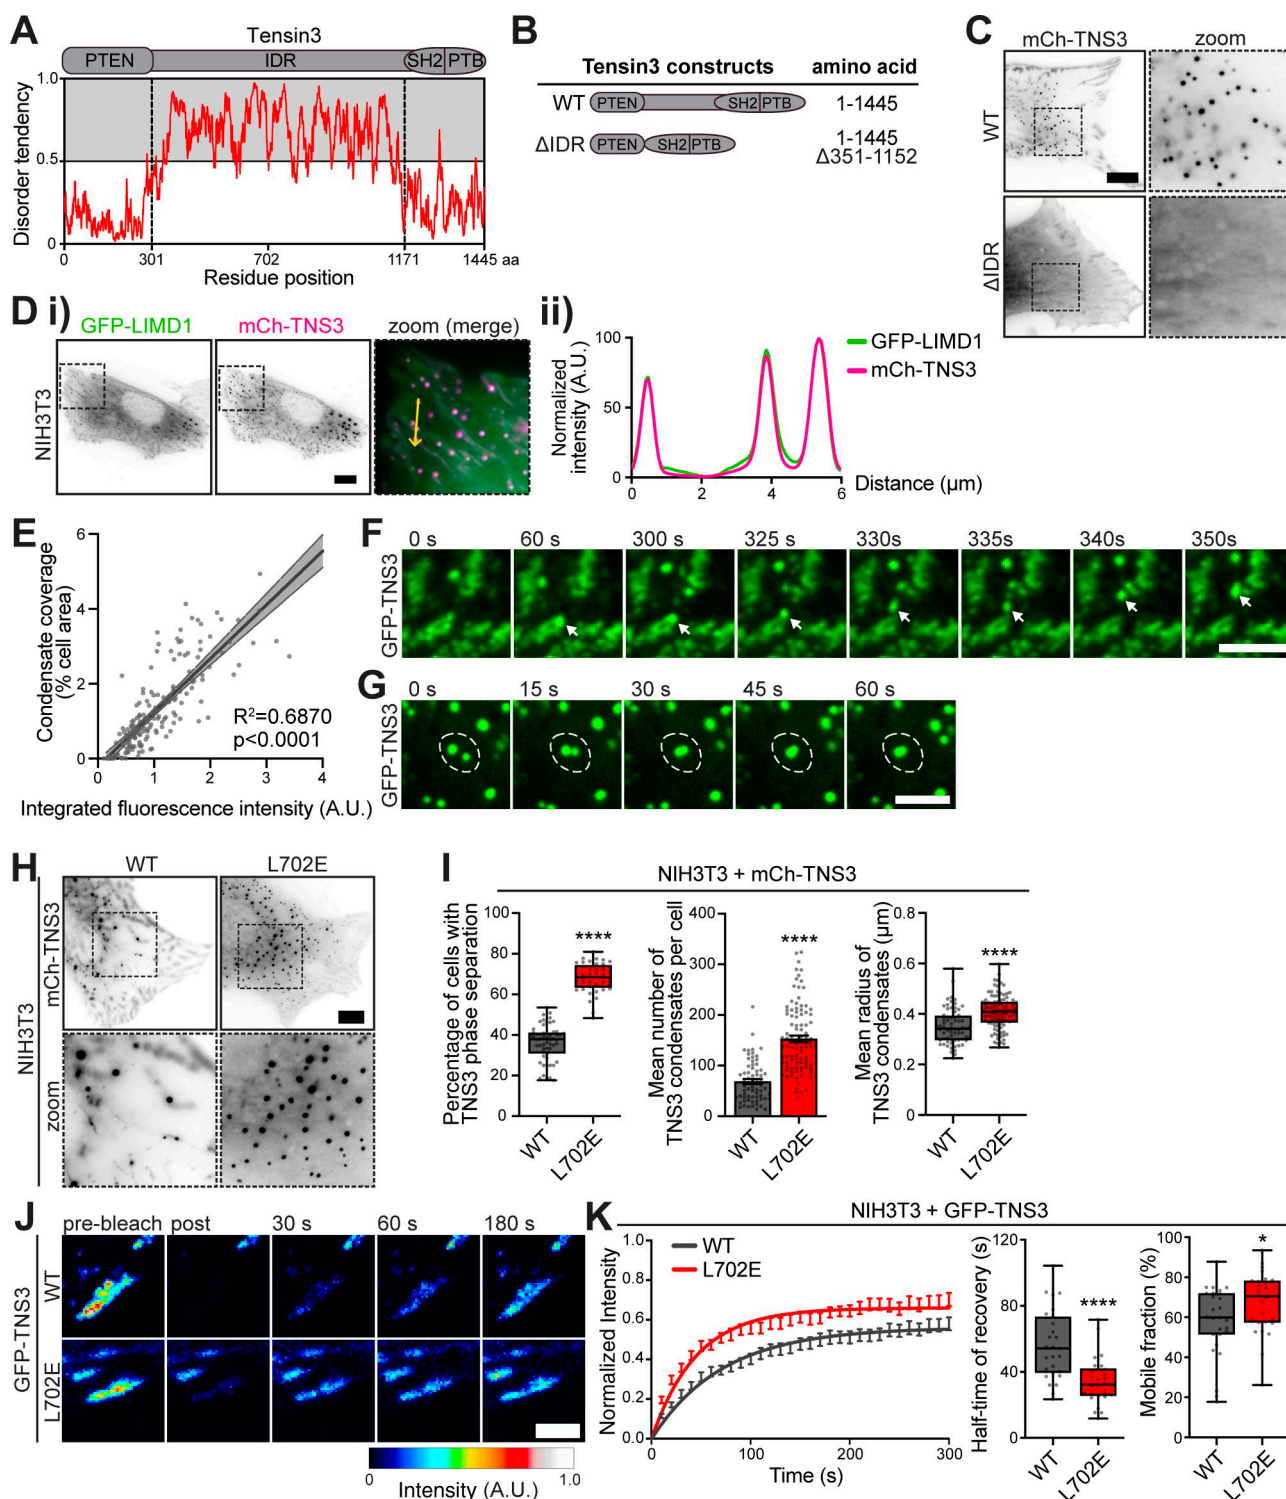 A
Tensin3
PTEN IDR SH2 PTB
Disorder tendency
1.0
0.5
0
0 301 702 1171 1445 aa
Residue position
B
Tensin3 constructs amino acid
WT PTEN SH2 PTB 1-1445
ΔIDR PTEN SH2 PTB 1-1445
Δ351-1152
C
mCh-TNS3 zoom
WT
ΔIDR
D i)
GFP-LIMD1 mCh-TNS3 zoom (merge)
NIH3T3
ii)
Normalized
intensity (A.U.)
100
50
0
0 2 4 6 Distance (µm)
GFP-LIMD1
mCh-TNS3
E
Condensate coverage
(% cell area)
6
4
2
0
R²=0.6870
p<0.0001
0 1 2 3 4
Integrated fluorescence intensity (A.U.)
F
0 s 60 s 300 s 325 s 330s 335s 340s 350s
GFP-TNS3
G
0 s 15 s 30 s 45 s 60 s
GFP-TNS3
H
WT L702E
NIH3T3
mCh-TNS3
zoom
I
NIH3T3 + mCh-TNS3
Percentage of cells with
TNS3 phase separation
100
80
60
40
20
0
****
WT L702E
Mean number of
TNS3 condensates per cell
400
300
200
150
100
50
0
****
WT L702E
Mean radius of
TNS3 condensates (µm)
0.8
0.6
0.4
0.2
0
****
WT L702E
J
pre-bleach post 30 s 60 s 180 s
GFP-TNS3
WT
L702E
0 1.0
Intensity (A.U.)
K
NIH3T3 + GFP-TNS3
Normalized Intensity
1.0
0.8
0.6
0.4
0.2
0.0
WT
L702E
0 100 200 300
Time (s)
Half-time of recovery (s)
120
80
40
0
****
WT L702E
Mobile fraction (%)
100
80
60
40
20
0
*
WT L702E